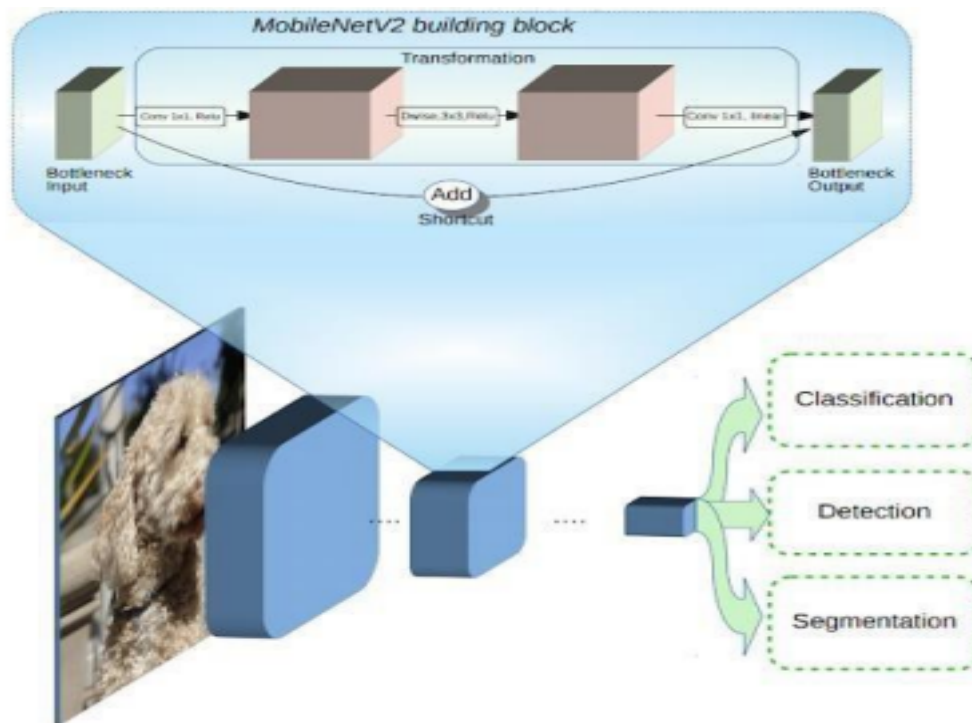 MobileNetV2 building block
Transformation
Conv 1x1, Relu
Dwise, 3x3,Relu
Conv 1x1, linear
Bottleneck
Input
Bottleneck
Output
Add
Shortcut
Classification
....
....
Detection
Segmentation